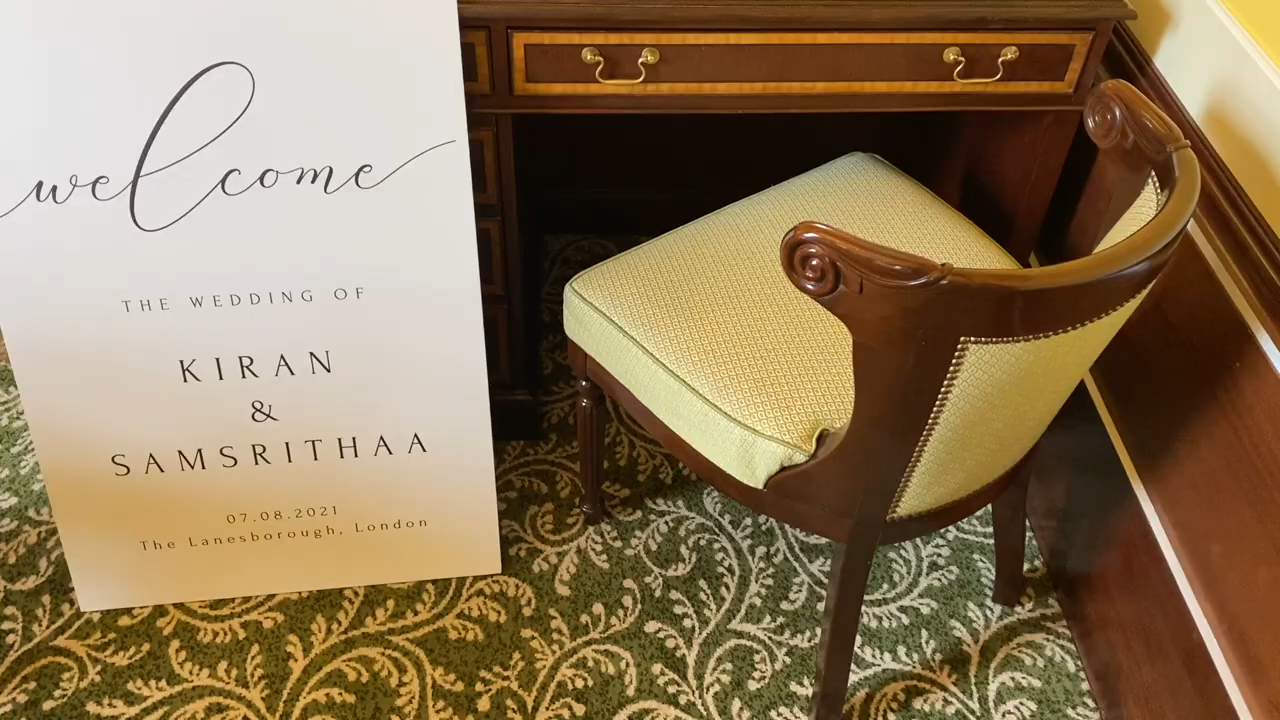 welcome
THE WEDDING OF
KIRAN
&
SAMSRITHAA
07.08.2021
The Lanesborough, London